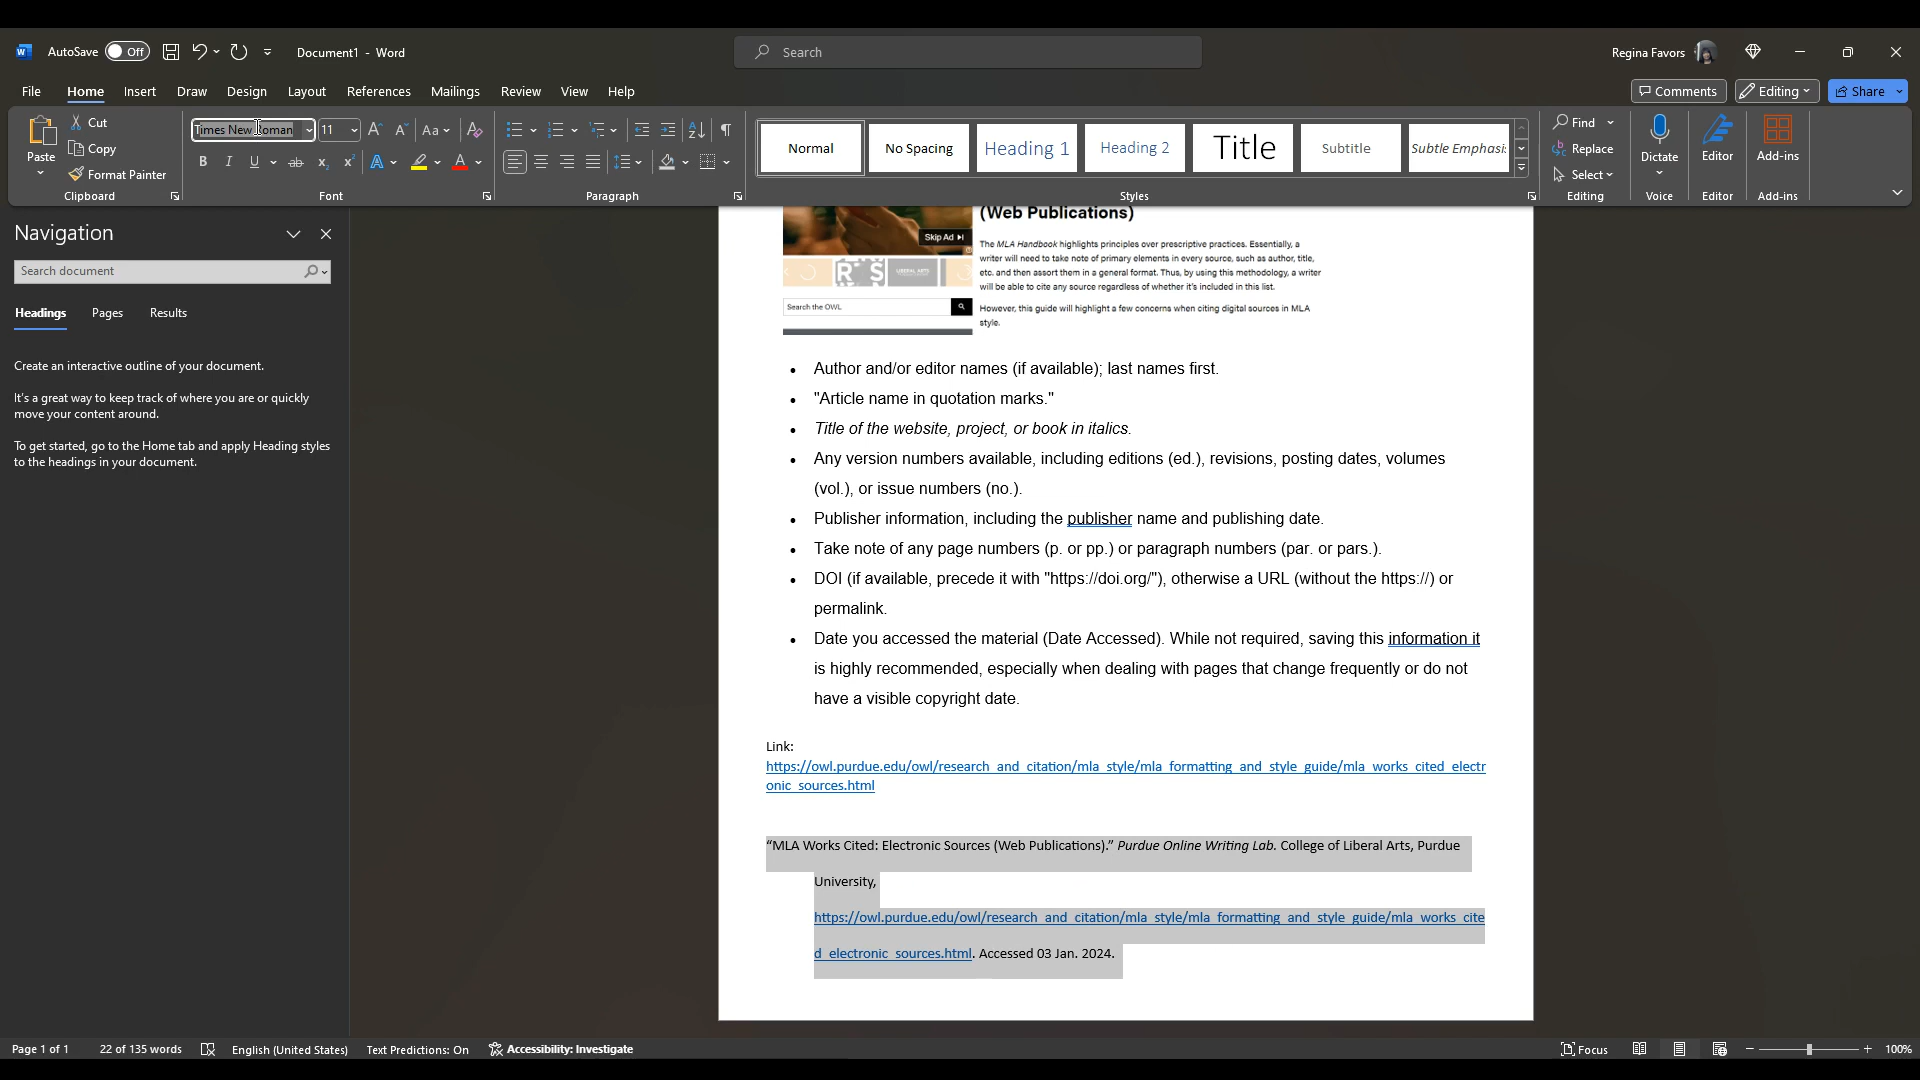 AutoSave Off Document1 - Word Search Regina Favors
File Home Insert Draw Design Layout References Mailings Review View Help Comments Editing Share
Paste Cut Copy Format Painter Clipboard
Times New Roman 11 Aa B I U ab x₂ x² A A Font
Paragraph
Normal No Spacing Heading 1 Heading 2 Title Subtitle Subtle Emphasi: Styles
Find Replace Select Editing
Dictate Voice
Editor Editor
Add-ins Add-ins
Navigation
Search document
Headings Pages Results
Create an interactive outline of your document.
It's a great way to keep track of where you are or quickly
move your content around.
To get started, go to the Home tab and apply Heading styles
to the headings in your document.
Skip Ad
LIBERAL ARTS
Search the OWL
(Web Publications)
The MLA Handbook highlights principles over prescriptive practices. Essentially, a
writer will need to take note of primary elements in every source, such as author, title,
etc. and then assort them in a general format. Thus, by using this methodology, a writer
will be able to cite any source regardless of whether it's included in this list.
However, this guide will highlight a few concerns when citing digital sources in MLA
style.
• Author and/or editor names (if available); last names first.
• "Article name in quotation marks."
• Title of the website, project, or book in italics.
• Any version numbers available, including editions (ed.), revisions, posting dates, volumes
(vol.), or issue numbers (no.).
• Publisher information, including the publisher name and publishing date.
• Take note of any page numbers (p. or pp.) or paragraph numbers (par. or pars.).
• DOI (if available, precede it with "https://doi.org/"), otherwise a URL (without the https://) or
permalink.
• Date you accessed the material (Date Accessed). While not required, saving this information it
is highly recommended, especially when dealing with pages that change frequently or do not
have a visible copyright date.
Link:
https://owl.purdue.edu/owl/research_and_citation/mla_style/mla_formatting_and_style_guide/mla_works_cited_electr
onic_sources.html
“MLA Works Cited: Electronic Sources (Web Publications).” Purdue Online Writing Lab. College of Liberal Arts, Purdue
University,
https://owl.purdue.edu/owl/research_and_citation/mla_style/mla_formatting_and_style_guide/mla_works_cite
d_electronic_sources.html. Accessed 03 Jan. 2024.
Page 1 of 1 22 of 135 words English (United States) Text Predictions: On Accessibility: Investigate Focus 100%